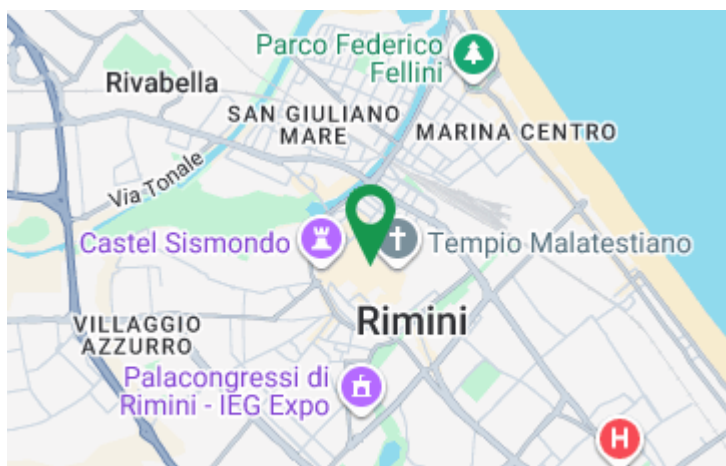 Parco Federico
Fellini
Rivabella
SAN GIULIANO
MARE
MARINA CENTRO
Via Tonale
Castel Sismondo
Tempio Malatestiano
Rimini
VILLAGGIO
AZZURRO
Palacongressi di
Rimini - IEG Expo
H